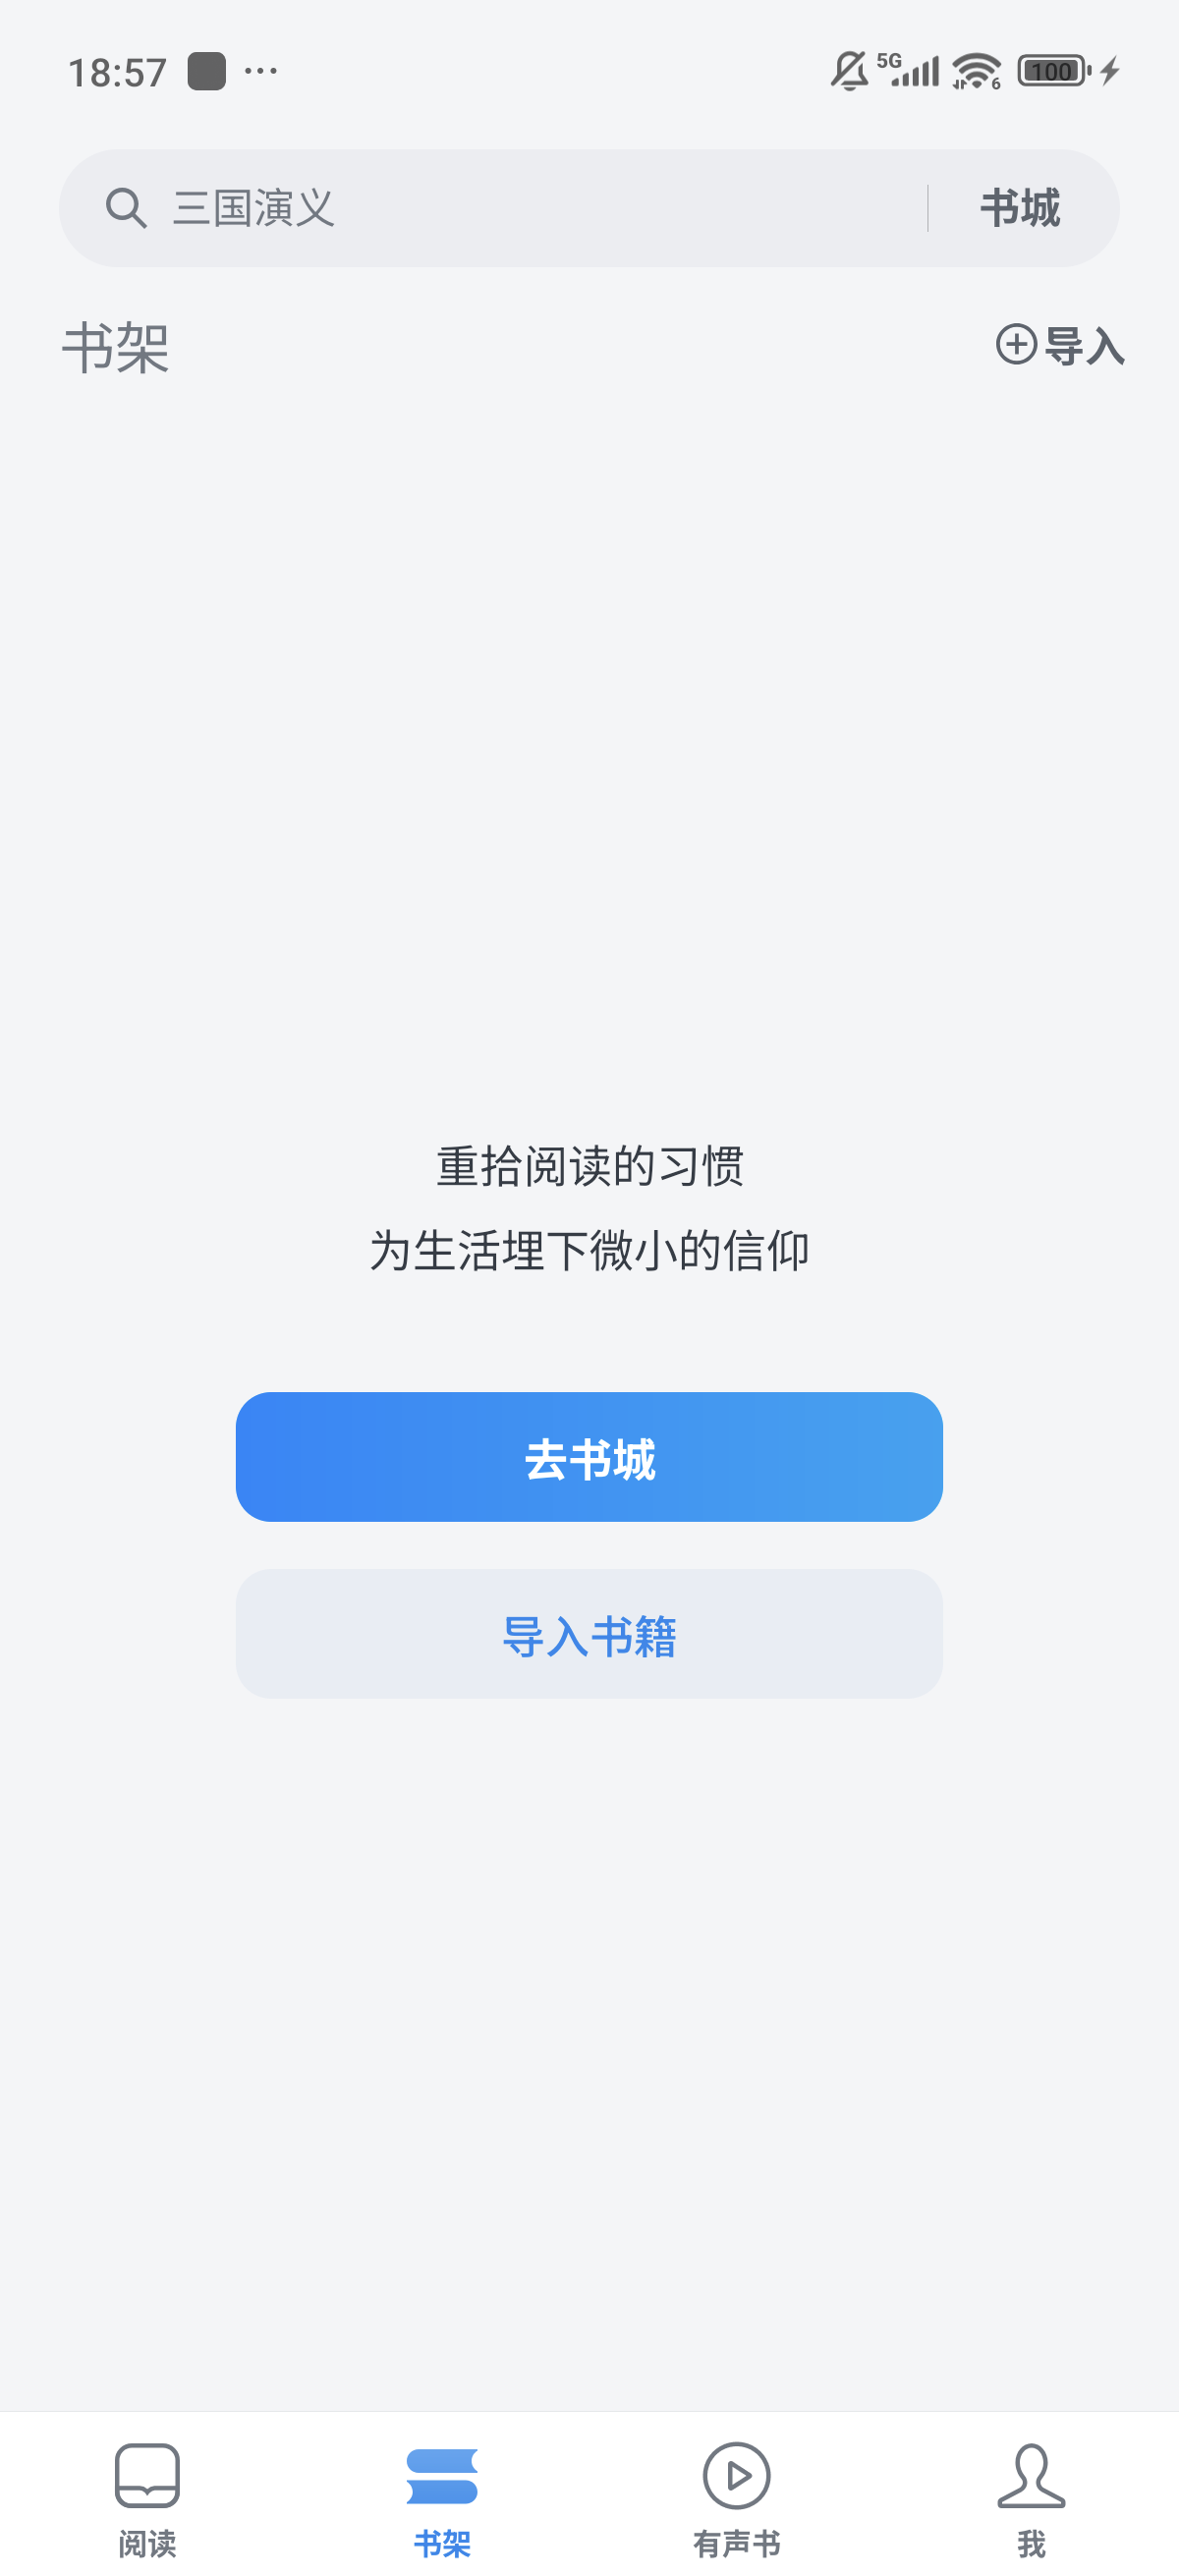 18:57 ...
5G 6 100
三国演义
书城
书架
导入
重拾阅读的习惯
为生活埋下微小的信仰
去书城
导入书籍
阅读
书架
有声书
我